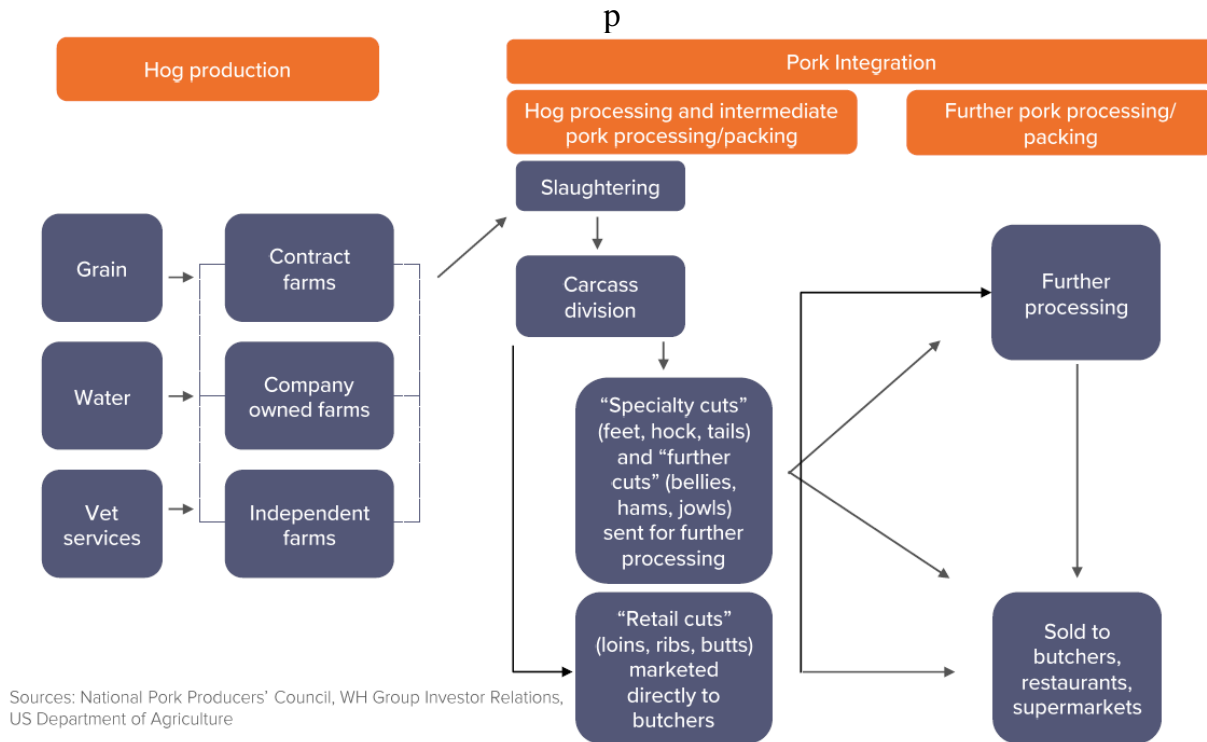 p
Hog production
Pork Integration
Hog processing and intermediate
pork processing/packing
Further pork processing/
packing
Slaughtering
Grain
Contract
farms
Carcass
division
Further
processing
Water
Company
owned farms
“Specialty cuts”
(feet, hock, tails)
and “further
cuts” (bellies,
hams, jowls)
sent for further
processing
Vet
services
Independent
farms
“Retail cuts”
(loins, ribs, butts)
marketed
directly to
butchers
Sold to
butchers,
restaurants,
supermarkets
Sources: National Pork Producers’ Council, WH Group Investor Relations,
US Department of Agriculture